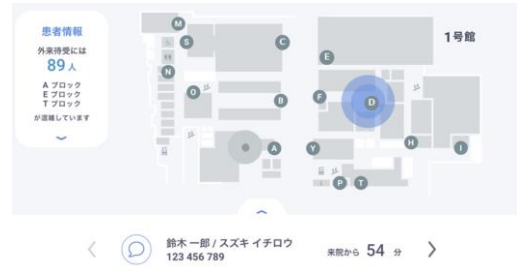 患者情報
外来待受には
89人
A ブロック
E ブロック
T ブロック
が混雑しています
1号館
M
S
C
E
N
O
B
F
D
A
Y
H
I
P
T
鈴木 一郎 / スズキ イチロウ
123 456 789
来院から 54 分